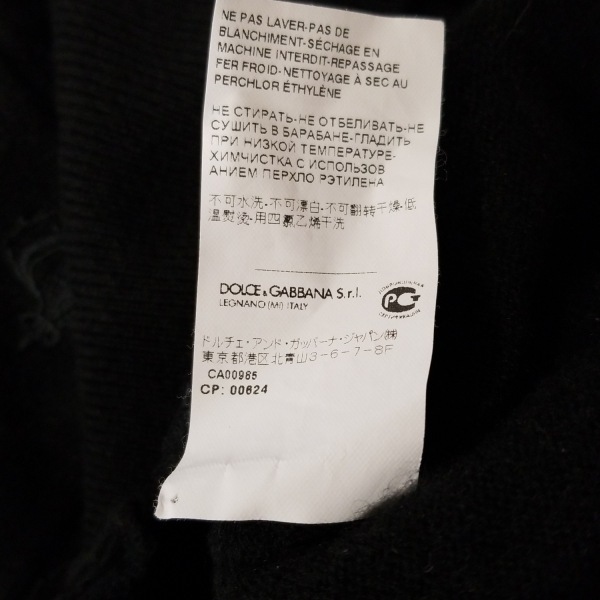 NE PAS LAVER-PAS DE
BLANCHIMENT-SÉCHAGE EN
MACHINE INTERDIT-REPASSAGE
FER FROID-NETTOYAGE À SEC AU
PERCHLOR ÉTHYLÈNE
НЕ СТИРАТЬ-НЕ ОТБЕЛИВАТЬ-НЕ
СУШИТЬ В БАРАБАНЕ-ГЛАДИТЬ
ПРИ НИЗКОЙ ТЕМПЕРАТУРЕ-
ХИМЧИСТКА С ИСПОЛЬЗОВ
АНИЕМ ПЕРХЛО РЭТИЛЕНА
不可水洗-不可漂白-不可翻转干燥-低
温熨烫-用四氯乙烯干洗
DOLCE&GABBANA S.r.l.
LEGNANO (MI) ITALY
РС
ドルチェ・アンド・ガッバーナ・ジャパン(株)
東京都港区北青山3-6-7-8F
CA00985
CP: 00624